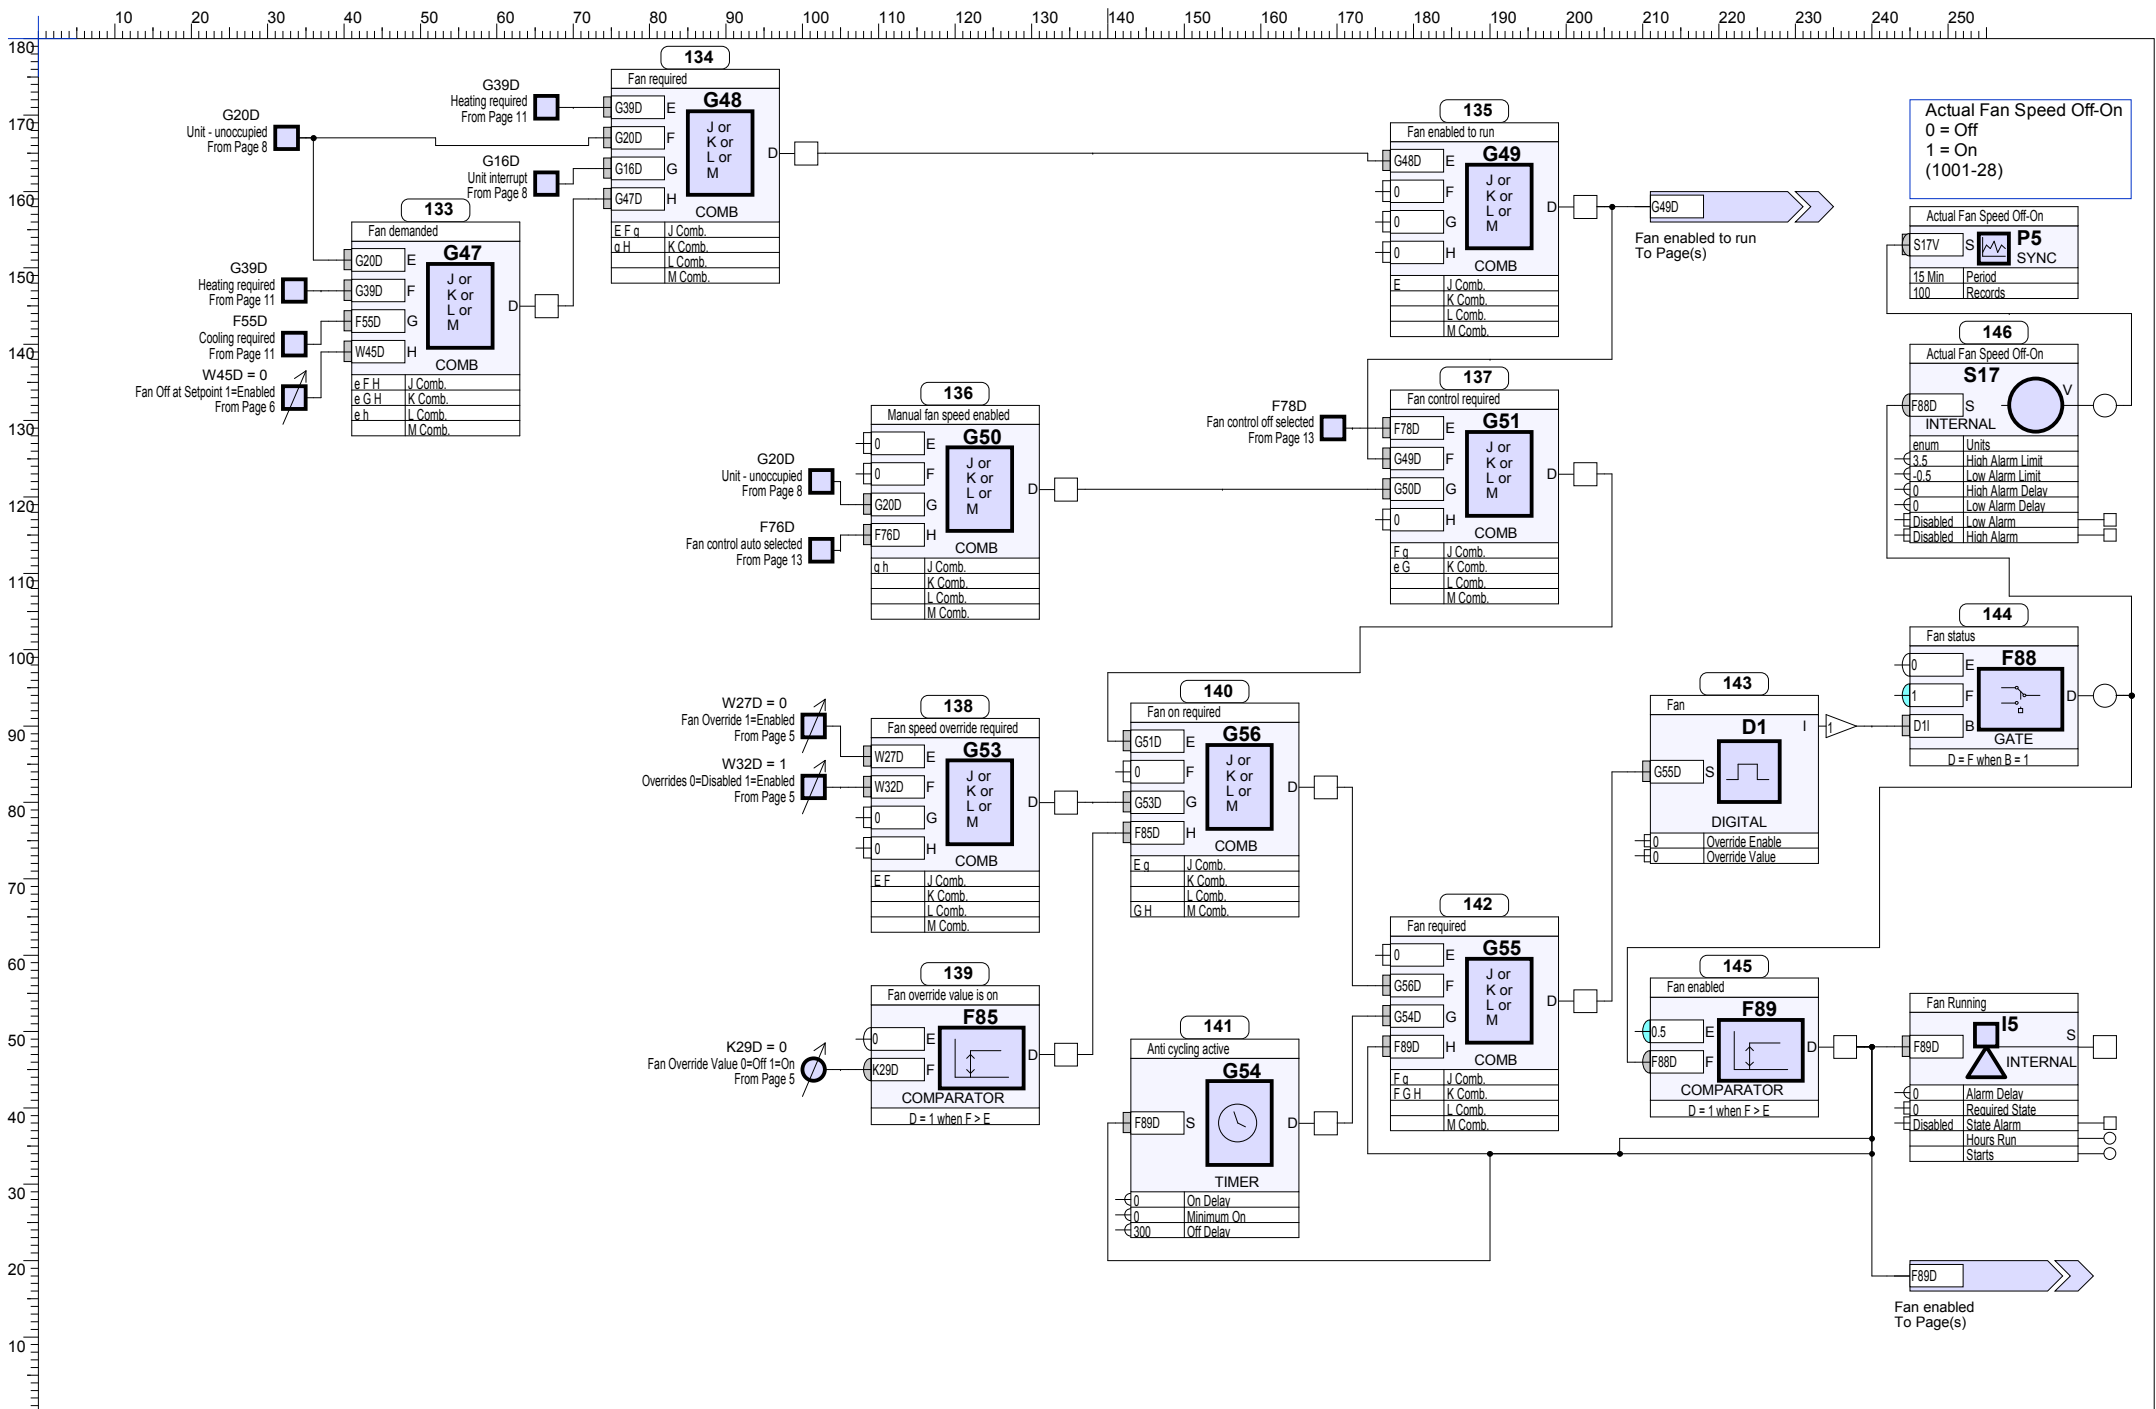 10 20 30 40 50 60 70 80 90 100 110 120 130 140 150 160 170 180 190 200 210 220 230 240 250
180
170
160
150
140
130
120
110
100
90
80
70
60
50
40
30
20
10
G20D
Unit - unoccupied
From Page 8
G39D
Heating required
From Page 11
G16D
Unit interrupt
From Page 8
134
Fan required
G48
G39D E
G20D F
G16D G
G47D H
J or
K or
L or
M
D
COMB
E F g J Comb.
g H K Comb.
L Comb.
M Comb.
133
Fan demanded
G47
G20D E
G39D F
F55D G
W45D H
J or
K or
L or
M
D
COMB
e F H J Comb.
e G H K Comb.
e h L Comb.
M Comb.
G39D
Heating required
From Page 11
F55D
Cooling required
From Page 11
W45D = 0
Fan Off at Setpoint 1=Enabled
From Page 6
135
Fan enabled to run
G49
G48D E
0 F
0 G
0 H
J or
K or
L or
M
D
COMB
E J Comb.
K Comb.
L Comb.
M Comb.
G49D
Fan enabled to run
To Page(s)
Actual Fan Speed Off-On
0 = Off
1 = On
(1001-28)
Actual Fan Speed Off-On
S17V S P5
SYNC
15 Min Period
100 Records
146
Actual Fan Speed Off-On
S17
F88D S V
INTERNAL
enum Units
3.5 High Alarm Limit
-0.5 Low Alarm Limit
0 High Alarm Delay
0 Low Alarm Delay
Disabled Low Alarm
Disabled High Alarm
136
Manual fan speed enabled
G50
0 E
0 F
G20D G
F76D H
J or
K or
L or
M
D
COMB
g h J Comb.
K Comb.
L Comb.
M Comb.
G20D
Unit - unoccupied
From Page 8
F76D
Fan control auto selected
From Page 13
F78D
Fan control off selected
From Page 13
137
Fan control required
G51
F78D E
G49D F
G50D G
0 H
J or
K or
L or
M
D
COMB
F g J Comb.
e G K Comb.
L Comb.
M Comb.
144
Fan status
F88
0 E
1 F
D1I B
D
GATE
D = F when B = 1
W27D = 0
Fan Override 1=Enabled
From Page 5
W32D = 1
Overrides 0=Disabled 1=Enabled
From Page 5
138
Fan speed override required
G53
W27D E
W32D F
0 G
0 H
J or
K or
L or
M
D
COMB
E F J Comb.
K Comb.
L Comb.
M Comb.
140
Fan on required
G56
G51D E
0 F
G53D G
F85D H
J or
K or
L or
M
D
COMB
E g J Comb.
K Comb.
L Comb.
G H M Comb.
143
Fan
D1
G55D S
I
1
DIGITAL
0 Override Enable
0 Override Value
139
Fan override value is on
F85
0 E
K29D F
D
COMPARATOR
D = 1 when F > E
K29D = 0
Fan Override Value 0=Off 1=On
From Page 5
141
Anti cycling active
G54
F89D S
D
TIMER
0 On Delay
0 Minimum On
300 Off Delay
142
Fan required
G55
0 E
G56D F
G54D G
F89D H
J or
K or
L or
M
D
COMB
F g J Comb.
F G H K Comb.
L Comb.
M Comb.
145
Fan enabled
F89
0.5 E
F88D F
D
COMPARATOR
D = 1 when F > E
Fan Running
I5
F89D S
INTERNAL
0 Alarm Delay
0 Required State
Disabled State Alarm
Hours Run
Starts
F89D
Fan enabled
To Page(s)